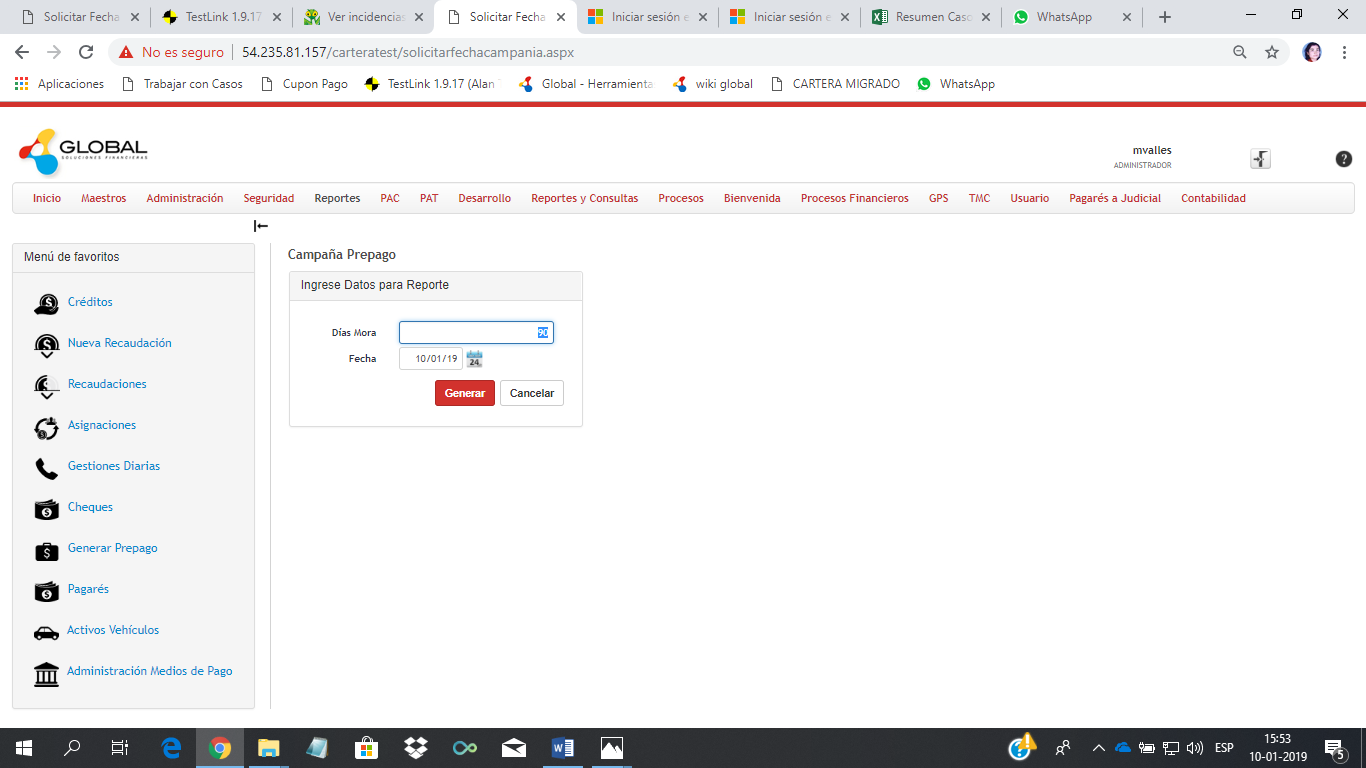 Solicitar Fecha
TestLink 1.9.17
Ver incidencias
Solicitar Fecha
Iniciar sesión e
Iniciar sesión e
Resumen Caso
WhatsApp
No es seguro
54.235.81.157/carteratest/solicitarfechacampania.aspx
Aplicaciones
Trabajar con Casos
Cupon Pago
TestLink 1.9.17 (Alan
Global - Herramienta
wiki global
CARTERA MIGRADO
WhatsApp
GLOBAL
SOLUCIONES FINANCIERAS
mvalles
ADMINISTRADOR
Inicio Maestros Administración Seguridad Reportes PAC PAT Desarrollo Reportes y Consultas Procesos Bienvenida Procesos Financieros GPS TMC Usuario Pagarés a Judicial Contabilidad
Menú de favoritos
Créditos
Nueva Recaudación
Recaudaciones
Asignaciones
Gestiones Diarias
Cheques
Generar Prepago
Pagarés
Activos Vehículos
Administración Medios de Pago
Campaña Prepago
Ingrese Datos para Reporte
Días Mora 90
Fecha 10/01/19
24
Generar Cancelar
ESP
15:53
10-01-2019
5